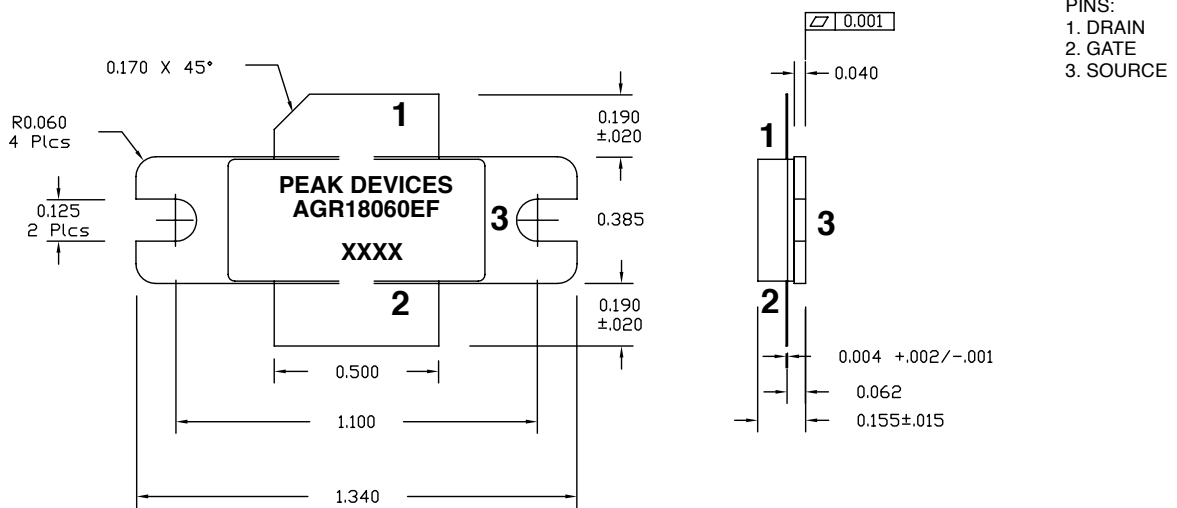 PINS:
1. DRAIN
2. GATE
3. SOURCE
0.001
0.040
0.170 X 45°
R0.060
4 Plcs
0.125
2 Plcs
1
PEAK DEVICES
AGR18060EF
XXXX
3
2
0.190
±.020
0.385
0.190
±.020
0.500
1.100
1.340
1
3
2
0.004 +.002/-.001
0.062
0.155±.015